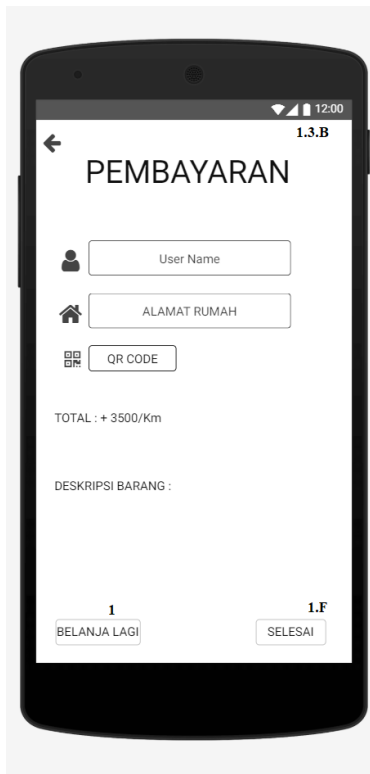 12:00
1.3.B
PEMBAYARAN
User Name
ALAMAT RUMAH
QR CODE
TOTAL : + 3500/Km
DESKRIPSI BARANG :
1
1.F
BELANJA LAGI
SELESAI